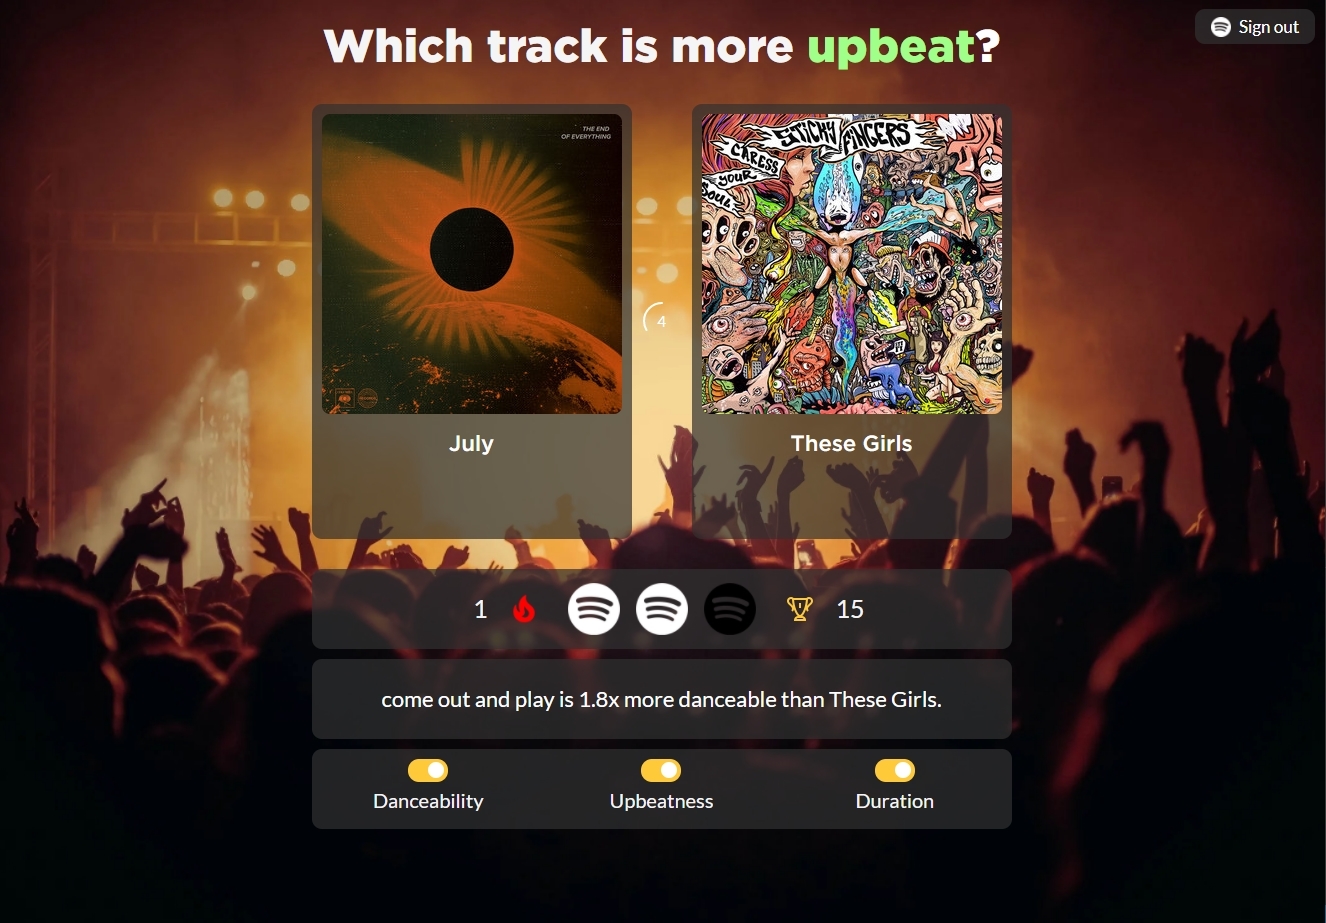 Which track is more upbeat?
Sign out
THE END
OF EVERYTHING
STICKY FINGERS
CARESS
YOUR
SOUL
4
July
These Girls
1
15
come out and play is 1.8x more danceable than These Girls.
Danceability
Upbeatness
Duration